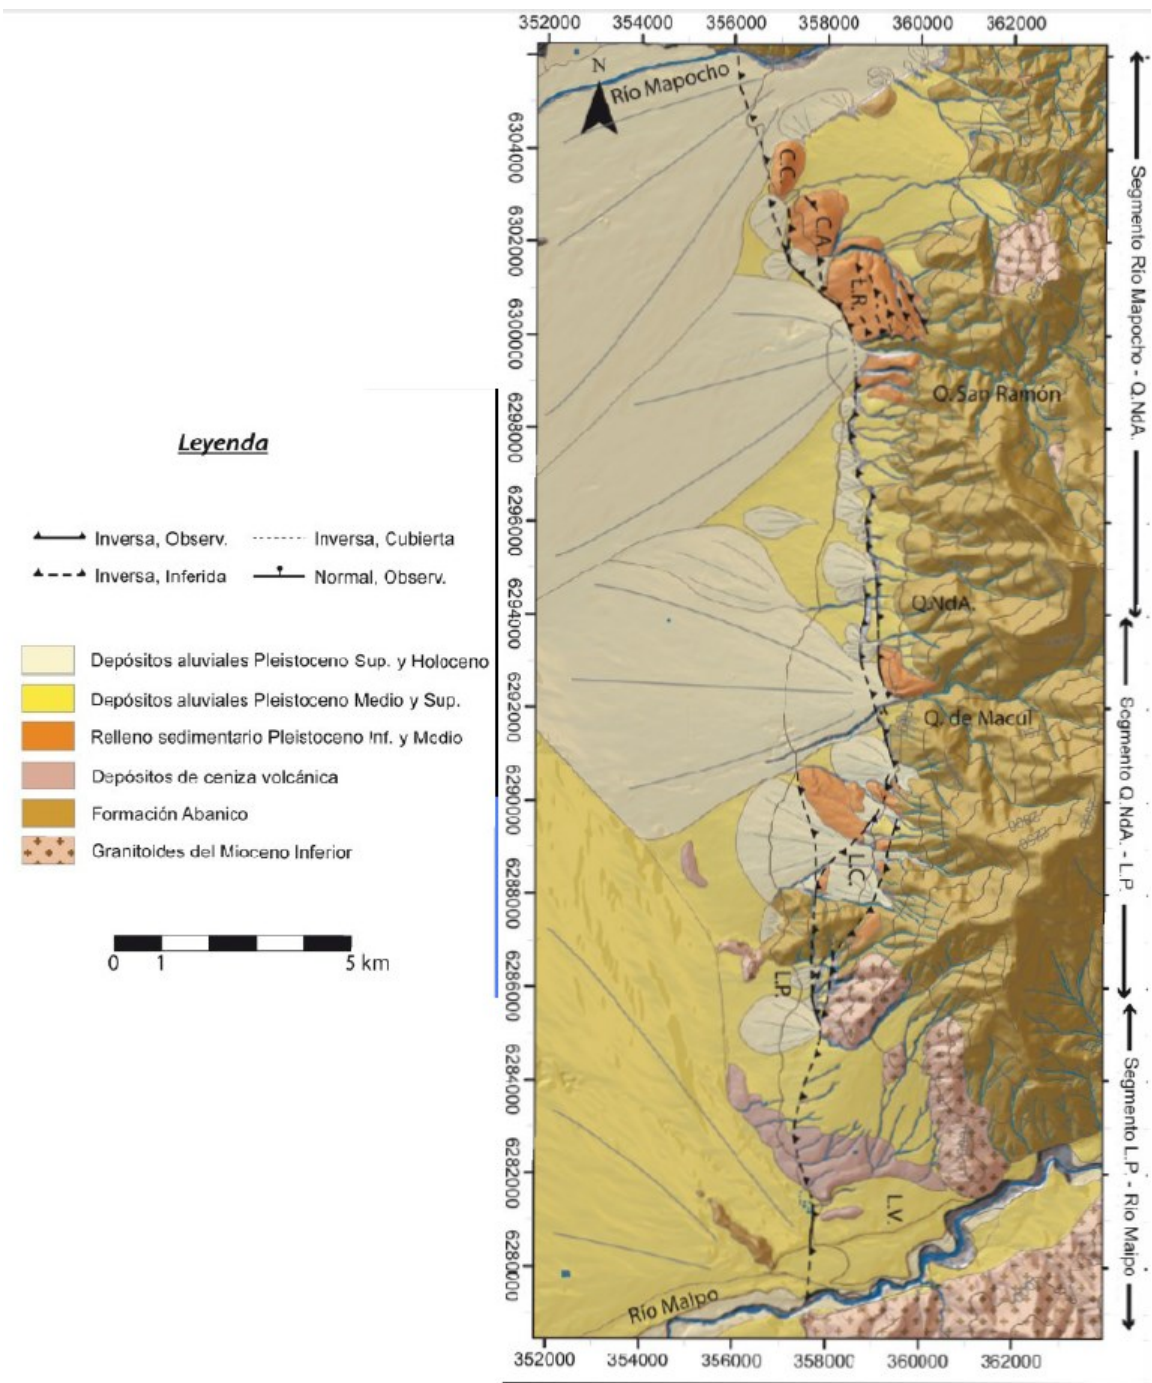 352000 354000 356000 358000 360000 362000
N
Río Mapocho
6304000
C.C.
6302000
C.A.
L.R.
6300000
Segmento Río Mapocho - Q.NdA.
Q. San Ramón
6298000
Leyenda
Inversa, Observ.
Inversa, Cubierta
Inversa, Inferida
Normal, Observ.
6296000
6294000
Q.NdA.
Depósitos aluviales Pleistoceno Sup. y Holoceno
Depósitos aluviales Pleistoceno Medio y Sup.
Relleno sedimentario Pleistoceno Inf. y Medio
Depósitos de ceniza volcánica
Formación Abanico
Granitoides del Mioceno Inferior
6292000
Q. de Macul
Segmento Q.NdA. - L.P.
6290000
L.C.
6288000
0 1 5 km
6286000
L.P.
6284000
6282000
L.V.
Segmento L.P. - Rio Maipo
6280000
Río Maipo
352000 354000 356000 358000 360000 362000